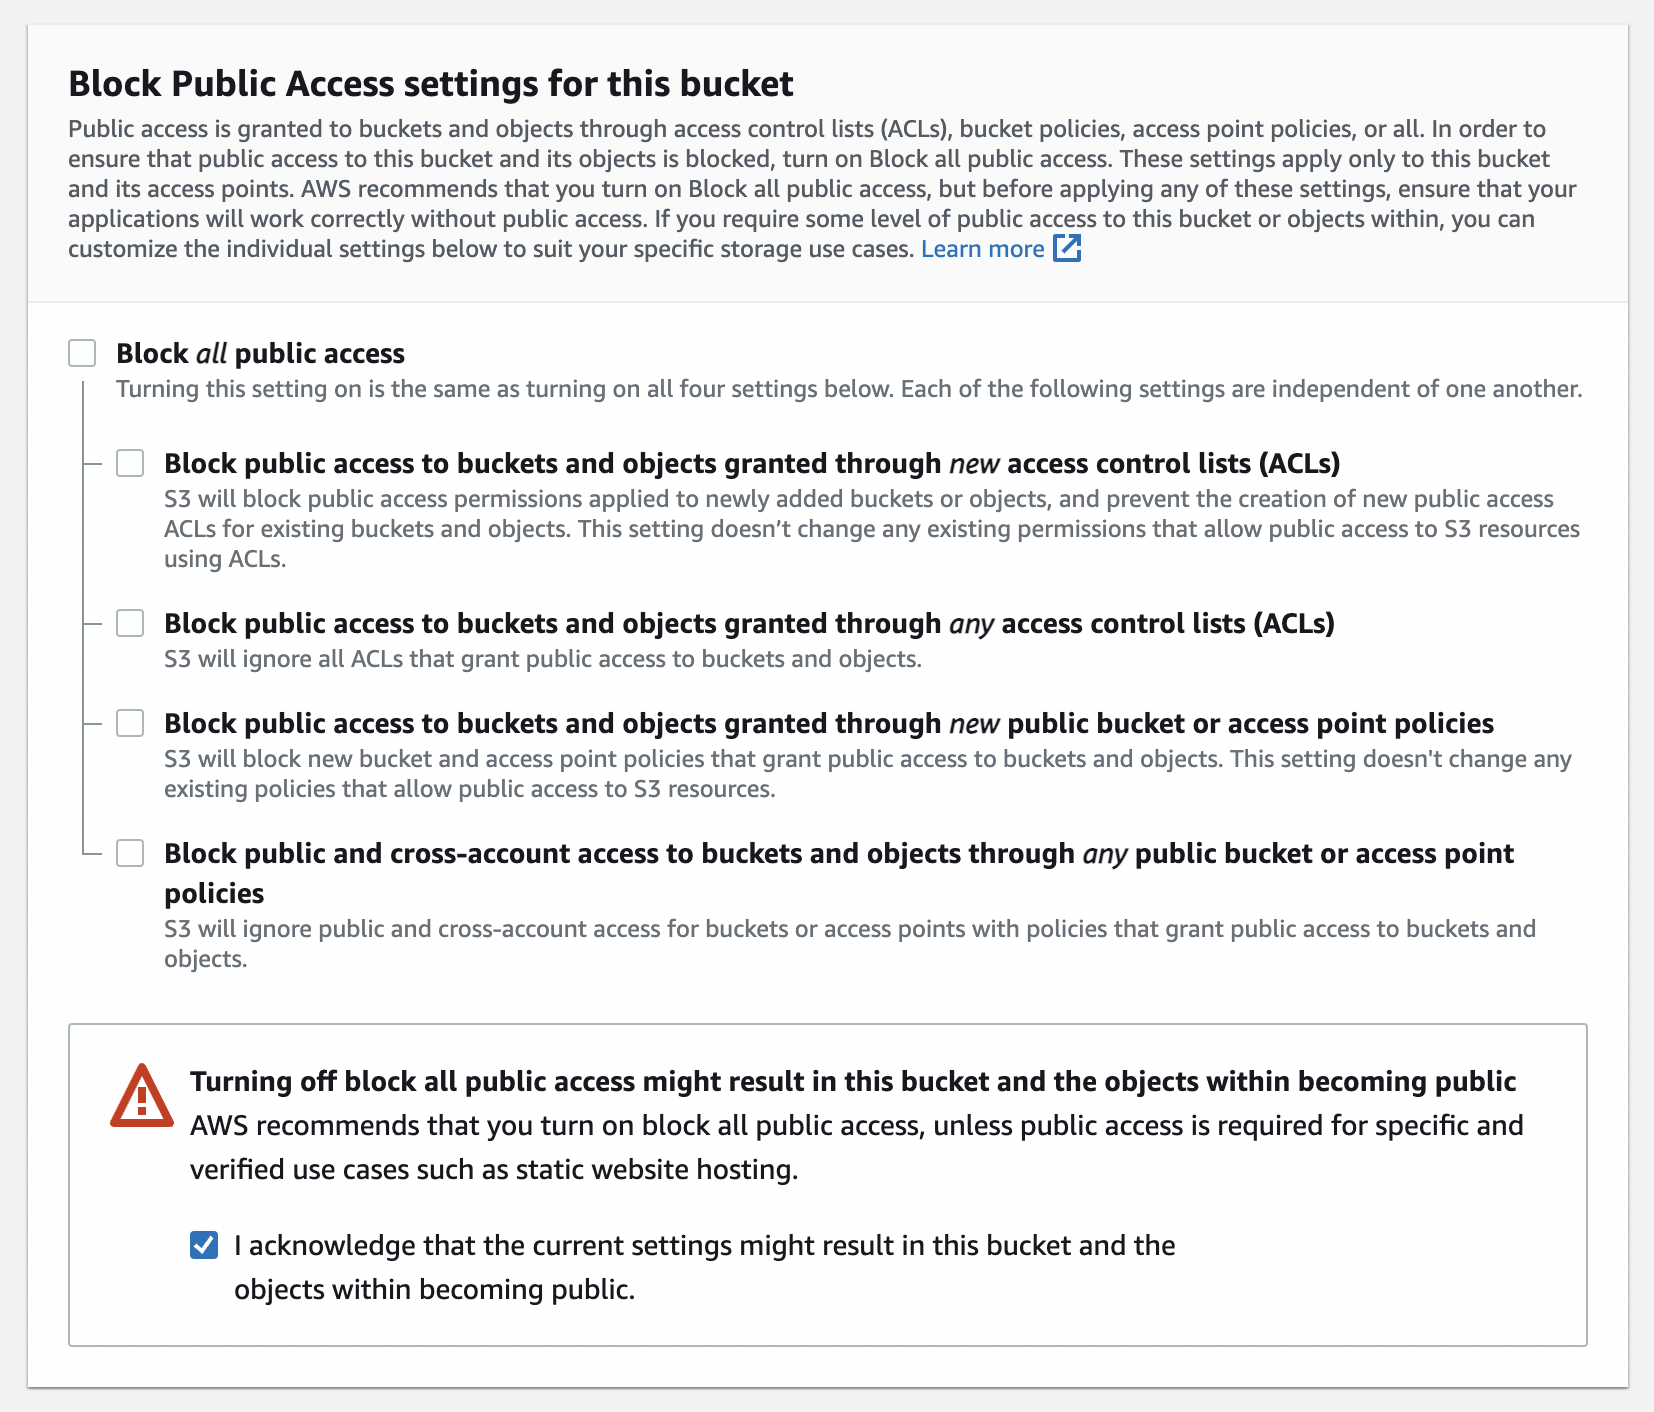 Block Public Access settings for this bucket
Public access is granted to buckets and objects through access control lists (ACLs), bucket policies, access point policies, or all. In order to
ensure that public access to this bucket and its objects is blocked, turn on Block all public access. These settings apply only to this bucket
and its access points. AWS recommends that you turn on Block all public access, but before applying any of these settings, ensure that your
applications will work correctly without public access. If you require some level of public access to this bucket or objects within, you can
customize the individual settings below to suit your specific storage use cases. Learn more
Block all public access
Turning this setting on is the same as turning on all four settings below. Each of the following settings are independent of one another.
Block public access to buckets and objects granted through new access control lists (ACLs)
S3 will block public access permissions applied to newly added buckets or objects, and prevent the creation of new public access
ACLs for existing buckets and objects. This setting doesn’t change any existing permissions that allow public access to S3 resources
using ACLs.
Block public access to buckets and objects granted through any access control lists (ACLs)
S3 will ignore all ACLs that grant public access to buckets and objects.
Block public access to buckets and objects granted through new public bucket or access point policies
S3 will block new bucket and access point policies that grant public access to buckets and objects. This setting doesn't change any
existing policies that allow public access to S3 resources.
Block public and cross-account access to buckets and objects through any public bucket or access point
policies
S3 will ignore public and cross-account access for buckets or access points with policies that grant public access to buckets and
objects.
Turning off block all public access might result in this bucket and the objects within becoming public
AWS recommends that you turn on block all public access, unless public access is required for specific and
verified use cases such as static website hosting.
I acknowledge that the current settings might result in this bucket and the
objects within becoming public.